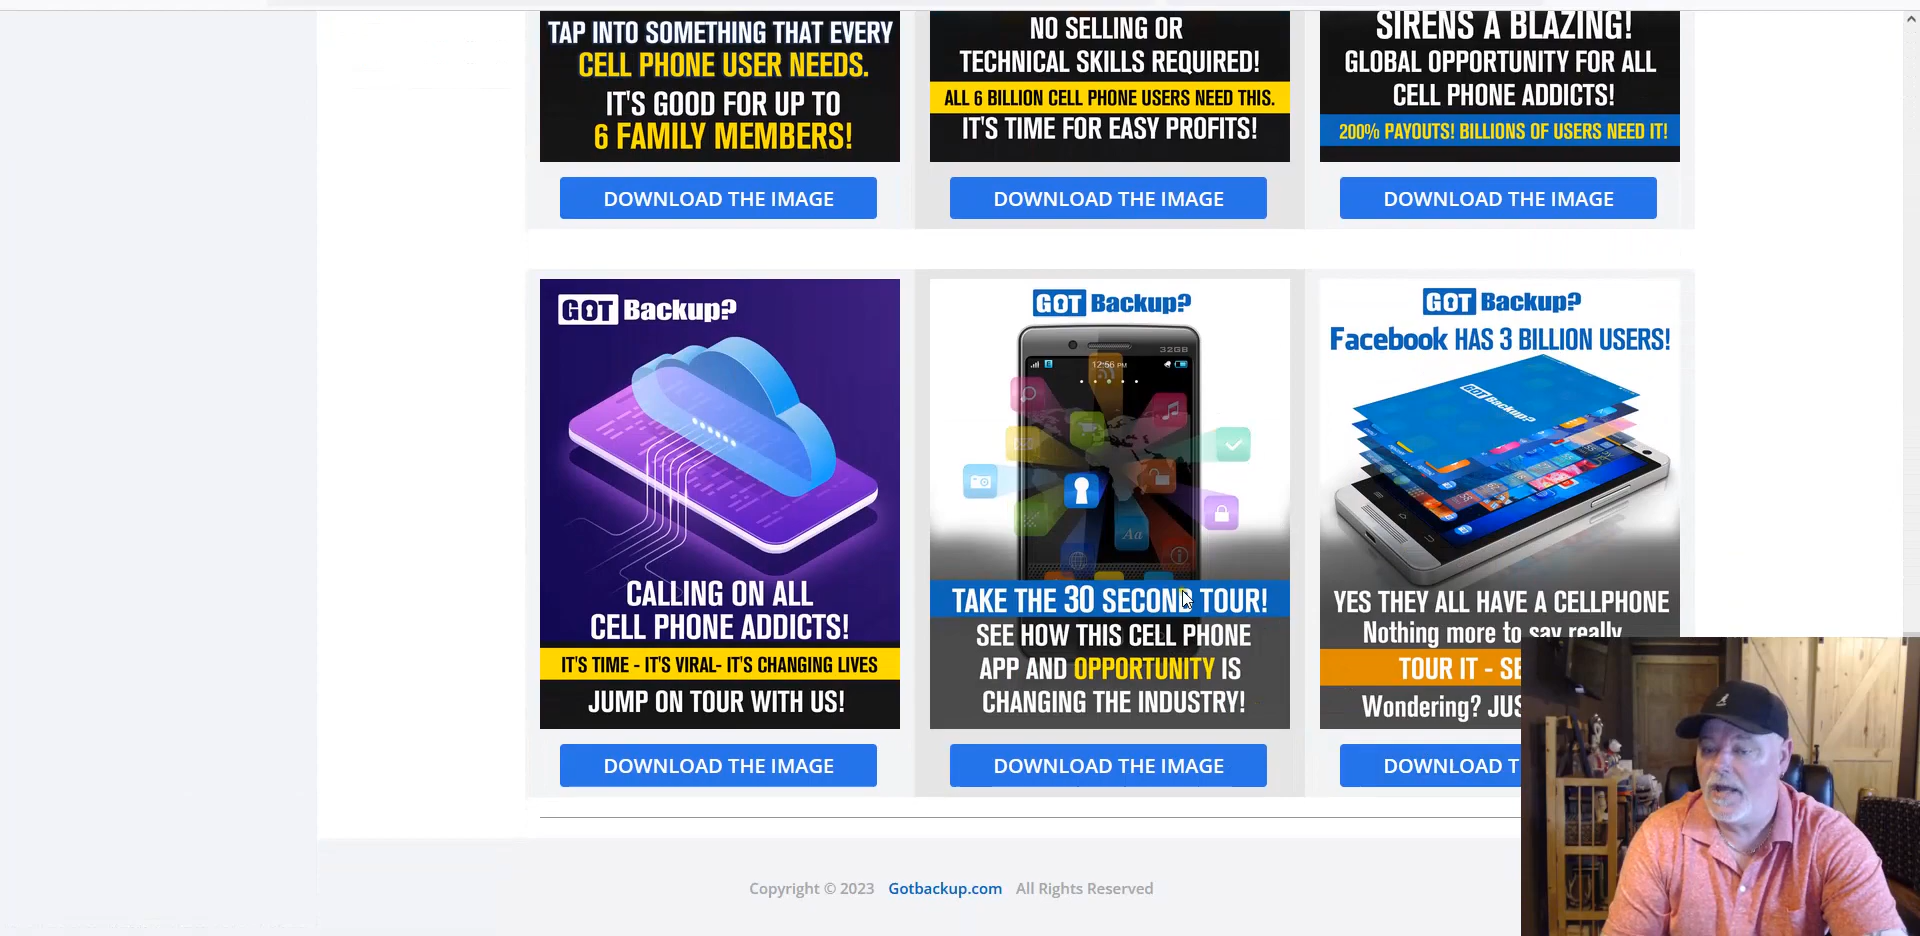 TAP INTO SOMETHING THAT EVERY
CELL PHONE USER NEEDS.
IT'S GOOD FOR UP TO
6 FAMILY MEMBERS!
DOWNLOAD THE IMAGE
NO SELLING OR
TECHNICAL SKILLS REQUIRED!
ALL 6 BILLION CELL PHONE USERS NEED THIS.
IT'S TIME FOR EASY PROFITS!
DOWNLOAD THE IMAGE
SIRENS A BLAZING!
GLOBAL OPPORTUNITY FOR ALL
CELL PHONE ADDICTS!
200% PAYOUTS! BILLIONS OF USERS NEED IT!
DOWNLOAD THE IMAGE
GOT Backup?
CALLING ON ALL
CELL PHONE ADDICTS!
IT'S TIME - IT'S VIRAL- IT'S CHANGING LIVES
JUMP ON TOUR WITH US!
DOWNLOAD THE IMAGE
GOT Backup?
32GB
12:56 PM
Aa
TAKE THE 30 SECOND TOUR!
SEE HOW THIS CELL PHONE
APP AND OPPORTUNITY IS
CHANGING THE INDUSTRY!
DOWNLOAD THE IMAGE
GOT Backup?
Facebook HAS 3 BILLION USERS!
GOT Backup?
YES THEY ALL HAVE A CELLPHONE
Nothing more to say really
TOUR IT - SE
Wondering? JUS
DOWNLOAD T
Copyright © 2023 Gotbackup.com All Rights Reserved